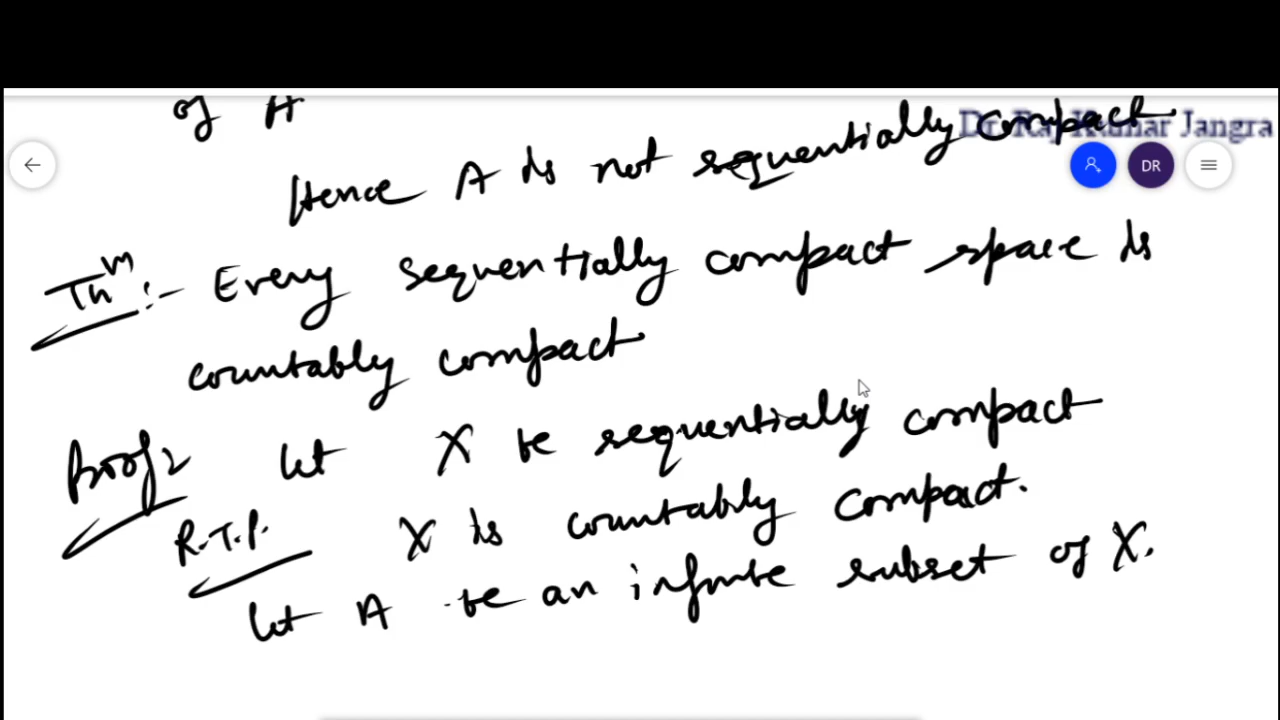 of A
Dr. Raj Kumar Jangra
Hence A is not sequentially compact
DR
Thm :- Every sequentially compact space is
countably compact
Proof:- let X be sequentially compact
R.T.P. X is countably compact.
let A be an infinite subset of X.